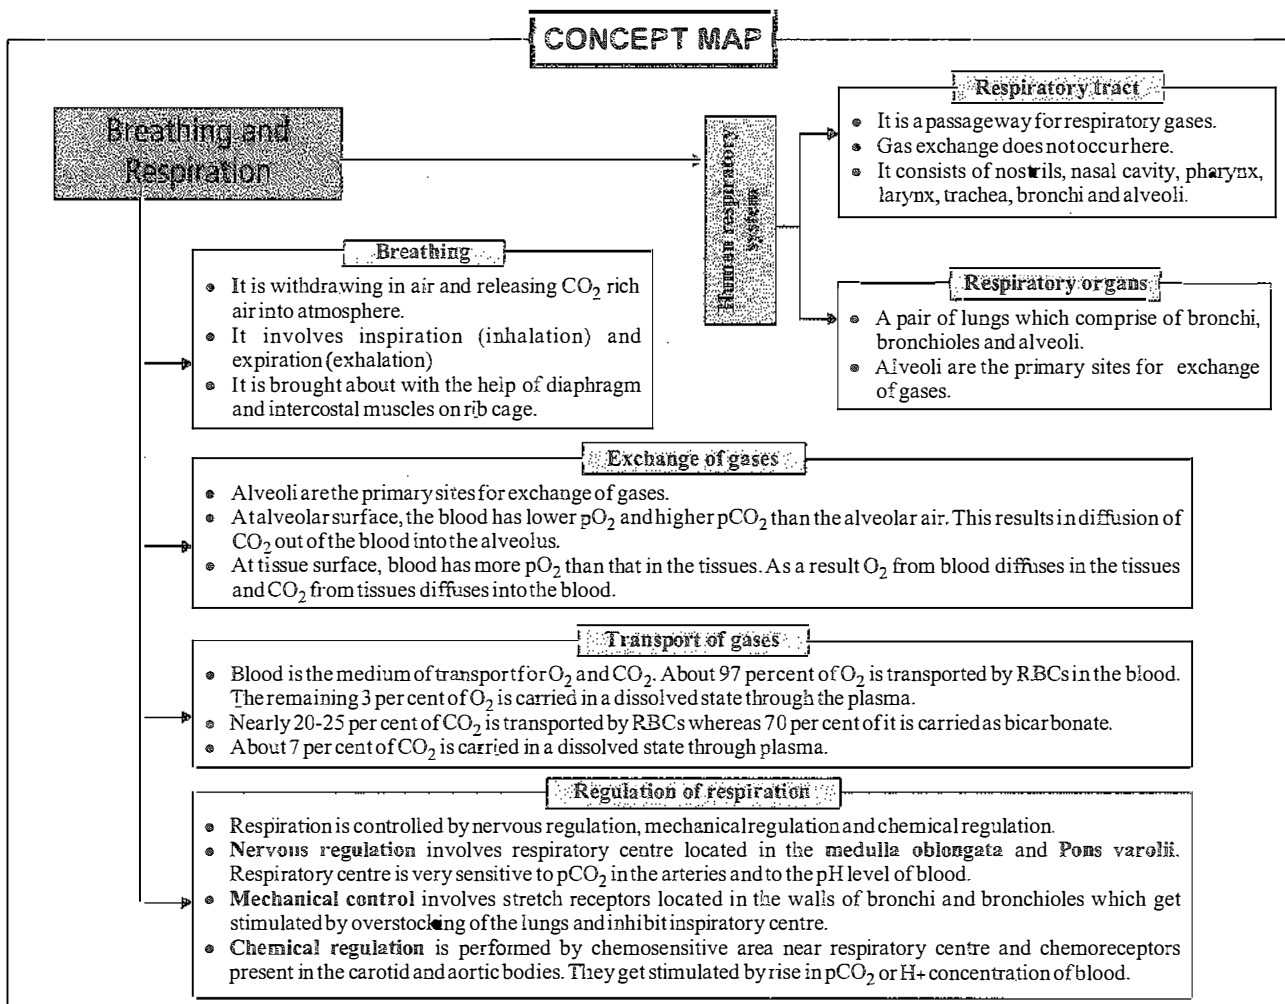 CONCEPT MAP
Breathing and
Respiration
Human respiratory
system
Respiratory tract
• It is a passageway for respiratory gases.
• Gas exchange does not occur here.
• It consists of nostrils, nasal cavity, pharynx,
larynx, trachea, bronchi and alveoli.
Respiratory organs
• A pair of lungs which comprise of bronchi,
bronchioles and alveoli.
• Alveoli are the primary sites for exchange
of gases.
Breathing
• It is withdrawing in air and releasing CO₂ rich
air into atmosphere.
• It involves inspiration (inhalation) and
expiration (exhalation)
• It is brought about with the help of diaphragm
and intercostal muscles on rib cage.
Exchange of gases
• Alveoli are the primary sites for exchange of gases.
• At alveolar surface, the blood has lower pO₂ and higher pCO₂ than the alveolar air. This results in diffusion of
CO₂ out of the blood into the alveolus.
• At tissue surface, blood has more pO₂ than that in the tissues. As a result O₂ from blood diffuses in the tissues
and CO₂ from tissues diffuses into the blood.
Transport of gases
• Blood is the medium of transport for O₂ and CO₂. About 97 percent of O₂ is transported by RBCs in the blood.
The remaining 3 per cent of O₂ is carried in a dissolved state through the plasma.
• Nearly 20-25 per cent of CO₂ is transported by RBCs whereas 70 per cent of it is carried as bicarbonate.
• About 7 per cent of CO₂ is carried in a dissolved state through plasma.
Regulation of respiration
• Respiration is controlled by nervous regulation, mechanical regulation and chemical regulation.
• Nervous regulation involves respiratory centre located in the medulla oblongata and Pons varolii.
Respiratory centre is very sensitive to pCO₂ in the arteries and to the pH level of blood.
• Mechanical control involves stretch receptors located in the walls of bronchi and bronchioles which get
stimulated by overstocking of the lungs and inhibit inspiratory centre.
• Chemical regulation is performed by chemosensitive area near respiratory centre and chemoreceptors
present in the carotid and aortic bodies. They get stimulated by rise in pCO₂ or H+ concentration of blood.